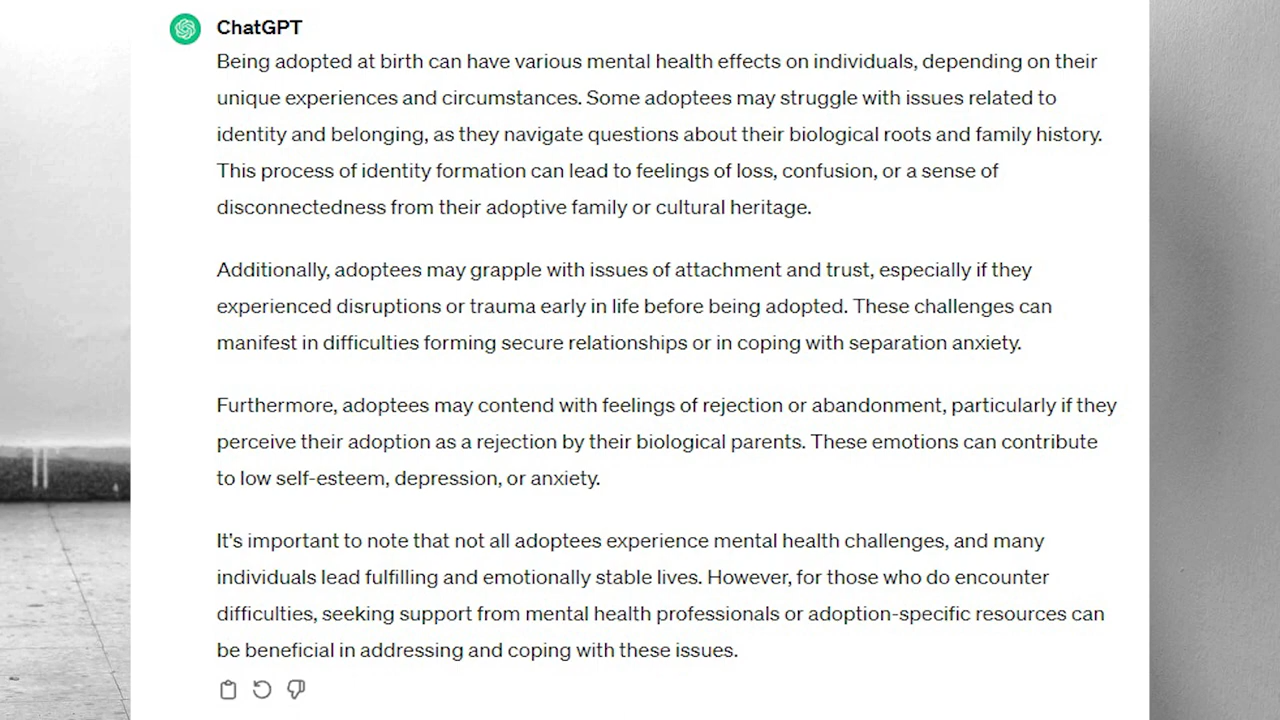 ChatGPT
Being adopted at birth can have various mental health effects on individuals, depending on their
unique experiences and circumstances. Some adoptees may struggle with issues related to
identity and belonging, as they navigate questions about their biological roots and family history.
This process of identity formation can lead to feelings of loss, confusion, or a sense of
disconnectedness from their adoptive family or cultural heritage.
Additionally, adoptees may grapple with issues of attachment and trust, especially if they
experienced disruptions or trauma early in life before being adopted. These challenges can
manifest in difficulties forming secure relationships or in coping with separation anxiety.
Furthermore, adoptees may contend with feelings of rejection or abandonment, particularly if they
perceive their adoption as a rejection by their biological parents. These emotions can contribute
to low self-esteem, depression, or anxiety.
It's important to note that not all adoptees experience mental health challenges, and many
individuals lead fulfilling and emotionally stable lives. However, for those who do encounter
difficulties, seeking support from mental health professionals or adoption-specific resources can
be beneficial in addressing and coping with these issues.